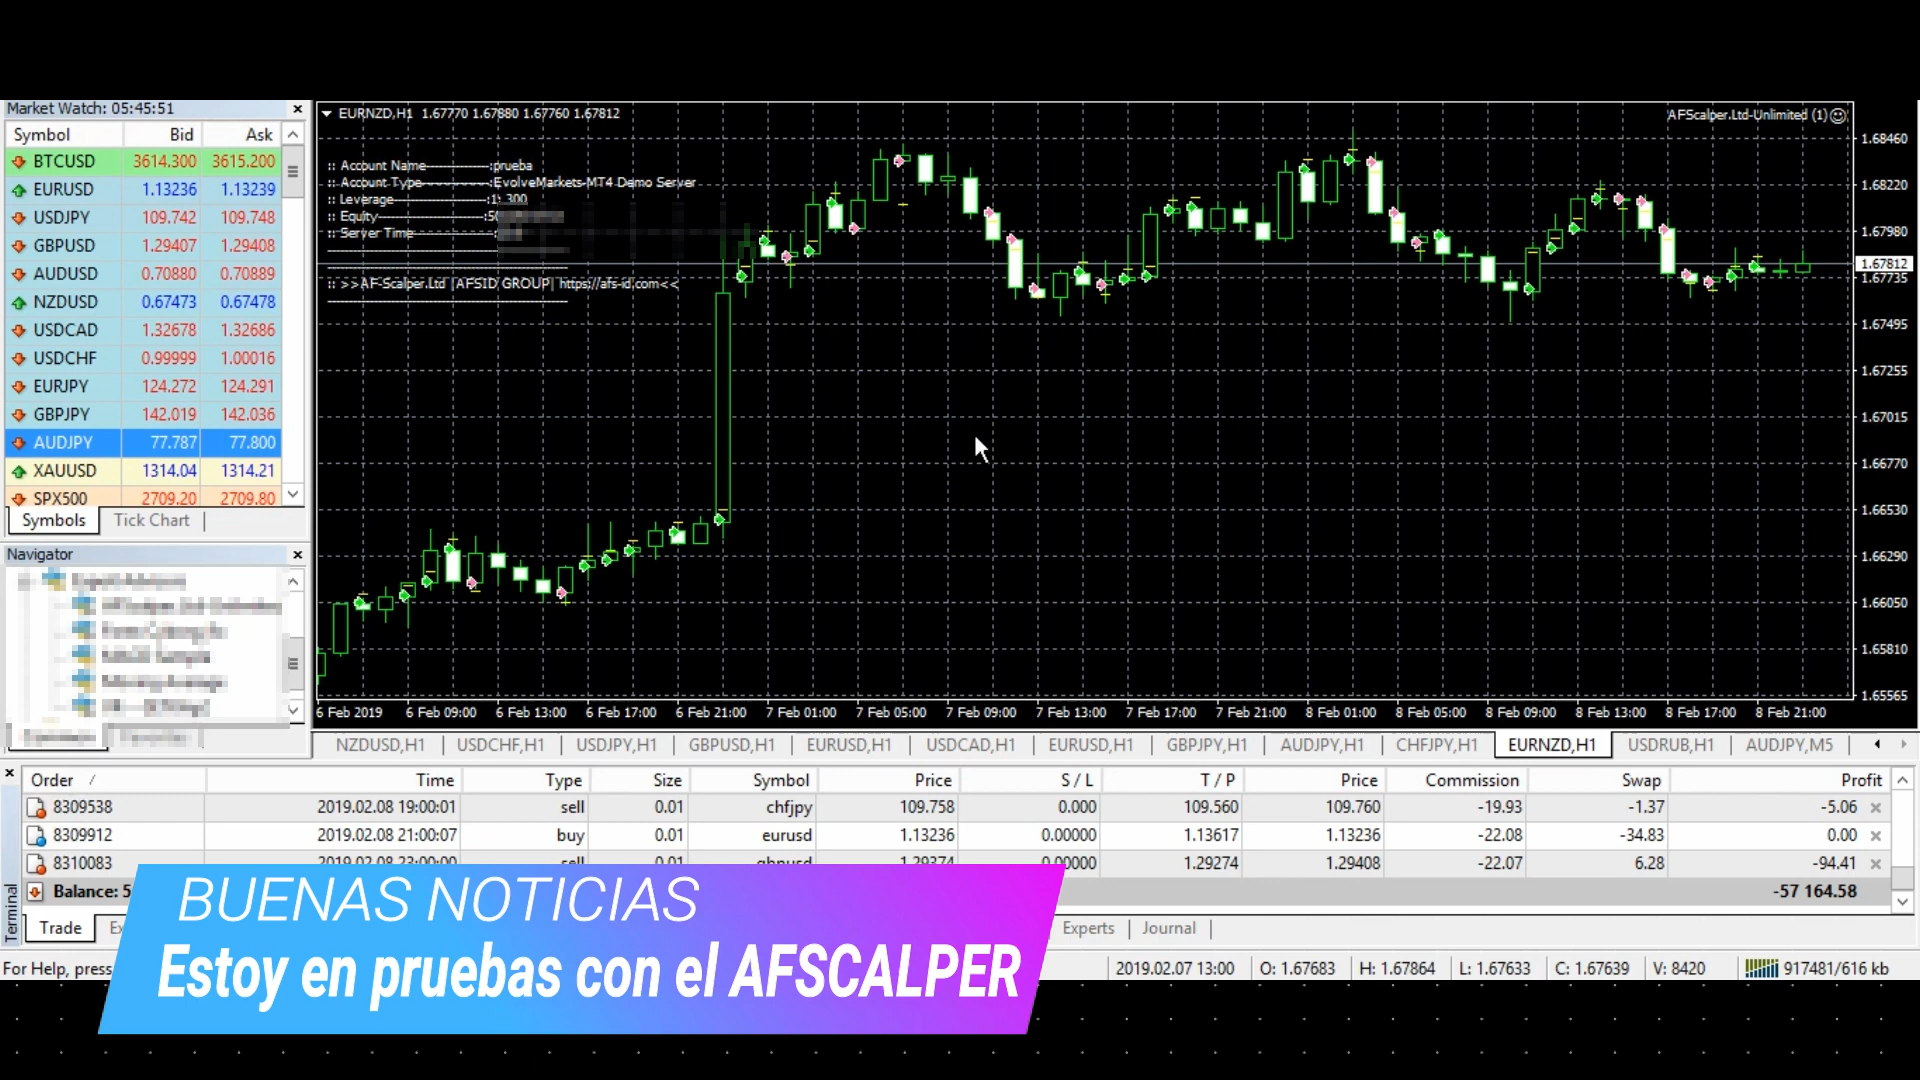 Market Watch: 05:45:51
Symbol Bid Ask
BTCUSD 3614.300 3615.200
EURUSD 1.13236 1.13239
USDJPY 109.742 109.748
GBPUSD 1.29407 1.29408
AUDUSD 0.70880 0.70889
NZDUSD 0.67473 0.67478
USDCAD 1.32678 1.32686
USDCHF 0.99999 1.00016
EURJPY 124.272 124.291
GBPJPY 142.019 142.036
AUDJPY 77.787 77.800
XAUUSD 1314.04 1314.21
SPX500 2709.20 2709.80
Symbols Tick Chart
Navigator
EURNZD,H1 1.67770 1.67880 1.67760 1.67812
AFScalper.Ltd-Unlimited (1)
:: Account Name---------------:prueba
:: Account Type---------------:EvolveMarkets-MT4 Demo Server
:: Leverage---------------------:1:300
:: Equity
:: Server Time
:: >>AF-Scalper.Ltd |AFSID GROUP| https://afs-id.com<<
1.68460
1.68220
1.67980
1.67812
1.67735
1.67495
1.67255
1.67015
1.66770
1.66530
1.66290
1.66050
1.65810
1.65565
6 Feb 2019 6 Feb 09:00 6 Feb 13:00 6 Feb 17:00 6 Feb 21:00 7 Feb 01:00 7 Feb 05:00 7 Feb 09:00 7 Feb 13:00 7 Feb 17:00 7 Feb 21:00 8 Feb 01:00 8 Feb 05:00 8 Feb 09:00 8 Feb 13:00 8 Feb 17:00 8 Feb 21:00
NZDUSD,H1 USDCHF,H1 USDJPY,H1 GBPUSD,H1 EURUSD,H1 USDCAD,H1 EURUSD,H1 GBPJPY,H1 AUDJPY,H1 CHFJPY,H1 EURNZD,H1 USDRUB,H1 AUDJPY,M5
Order / Time Type Size Symbol Price S / L T / P Price Commission Swap Profit
8309538 2019.02.08 19:00:01 sell 0.01 chfjpy 109.758 0.000 109.560 109.760 -19.93 -1.37 -5.06
8309912 2019.02.08 21:00:07 buy 0.01 eurusd 1.13236 0.00000 1.13617 1.13236 -22.08 -34.83 0.00
8310083 2019.02.08 23:00:00 sell 0.01 gbpusd 1.29374 0.00000 1.29274 1.29408 -22.07 6.28 -94.41
Balance: 5 -57 164.58
Terminal
Trade Ex Experts Journal
For Help, press
2019.02.07 13:00 O: 1.67683 H: 1.67864 L: 1.67633 C: 1.67639 V: 8420 917481/616 kb
BUENAS NOTICIAS
Estoy en pruebas con el AFSCALPER